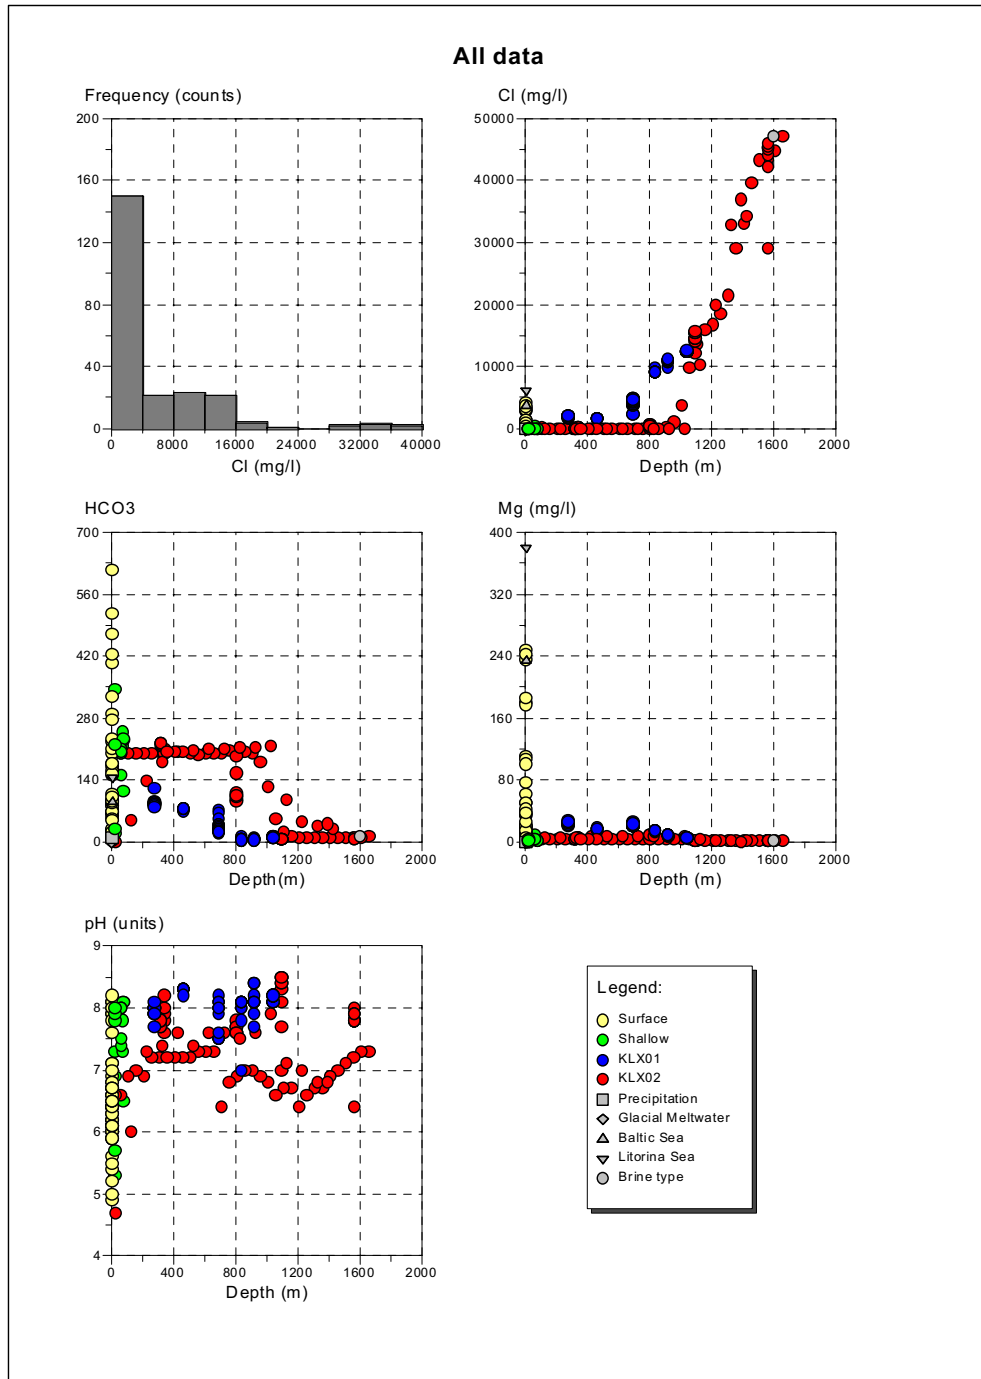 All data
Frequency (counts)
200
160
120
80
40
0
0 8000 16000 24000 32000 40000
Cl (mg/l)
Cl (mg/l)
50000
40000
30000
20000
10000
0
0 400 800 1200 1600 2000
Depth (m)
HCO3
700
560
420
280
140
0
0 400 800 1200 1600 2000
Depth(m)
Mg (mg/l)
400
320
240
160
80
0
0 400 800 1200 1600 2000
Depth (m)
pH (units)
9
8
7
6
5
4
0 400 800 1200 1600 2000
Depth (m)
Legend:
Surface
Shallow
KLX01
KLX02
Precipitation
Glacial Meltwater
Baltic Sea
Litorina Sea
Brine type